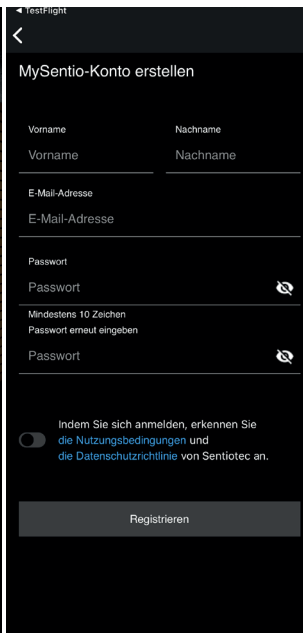 ◄ TestFlight
MySentio-Konto erstellen
Vorname Nachname
Vorname Nachname
E-Mail-Adresse
E-Mail-Adresse
Passwort
Passwort
Mindestens 10 Zeichen
Passwort erneut eingeben
Passwort
Indem Sie sich anmelden, erkennen Sie
die Nutzungsbedingungen und
die Datenschutzrichtlinie von Sentiotec an.
Registrieren